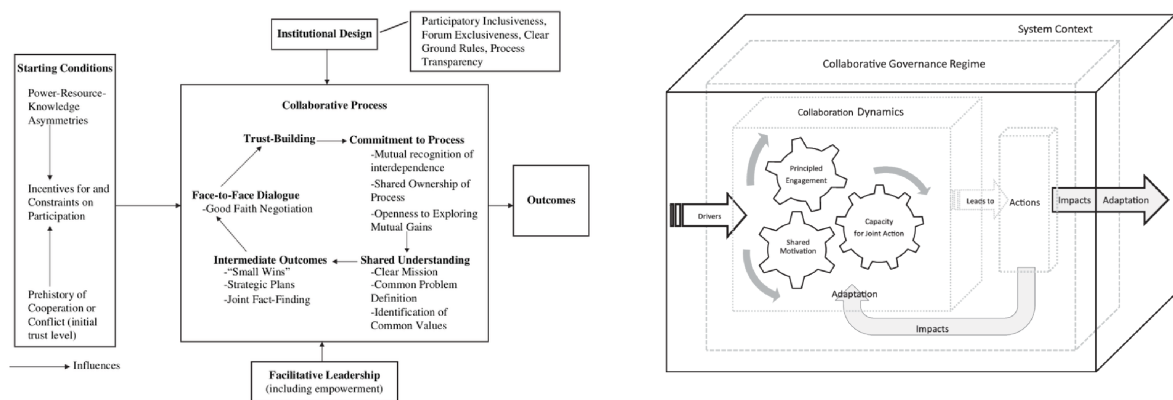 Institutional Design
Participatory Inclusiveness,
Forum Exclusiveness, Clear
Ground Rules, Process
Transparency
Starting Conditions
Power-Resource-
Knowledge
Asymmetries
Incentives for and
Constraints on
Participation
Prehistory of
Cooperation or
Conflict (initial
trust level)
Influences
Collaborative Process
Trust-Building
Commitment to Process
-Mutual recognition of
interdependence
-Shared Ownership of
Process
-Openness to Exploring
Mutual Gains
Face-to-Face Dialogue
-Good Faith Negotiation
Intermediate Outcomes
-“Small Wins”
-Strategic Plans
-Joint Fact-Finding
Shared Understanding
-Clear Mission
-Common Problem
Definition
-Identification of
Common Values
Outcomes
Facilitative Leadership
(including empowerment)
System Context
Collaborative Governance Regime
Collaboration Dynamics
Principled
Engagement
Drivers
Shared
Motivation
Capacity
for Joint Action
Leads to
Actions
Impacts
Adaptation
Adaptation
Impacts